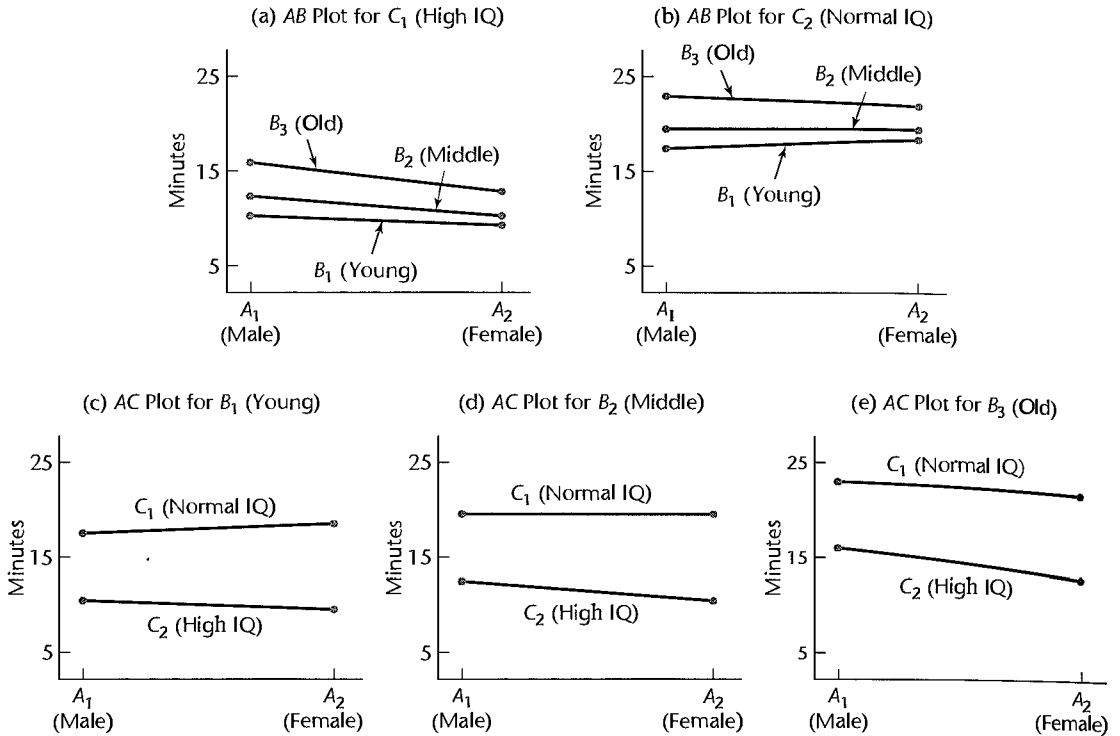 (a) AB Plot for C₁ (High IQ)
25
15
5
Minutes
B₃ (Old)
B₂ (Middle)
B₁ (Young)
A₁
(Male)
A₂
(Female)
(b) AB Plot for C₂ (Normal IQ)
25
15
5
Minutes
B₃ (Old)
B₂ (Middle)
B₁ (Young)
A₁
(Male)
A₂
(Female)
(c) AC Plot for B₁ (Young)
25
15
5
Minutes
C₁ (Normal IQ)
C₂ (High IQ)
A₁
(Male)
A₂
(Female)
(d) AC Plot for B₂ (Middle)
25
15
5
Minutes
C₁ (Normal IQ)
C₂ (High IQ)
A₁
(Male)
A₂
(Female)
(e) AC Plot for B₃ (Old)
25
15
5
Minutes
C₁ (Normal IQ)
C₂ (High IQ)
A₁
(Male)
A₂
(Female)